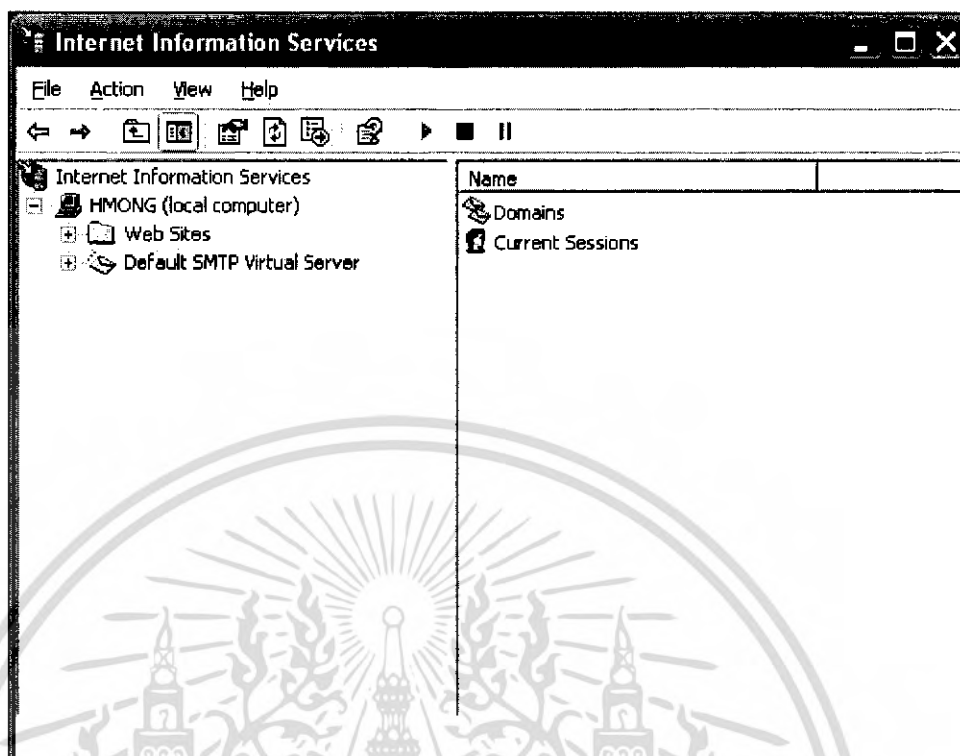 Internet Information Services
File Action View Help
Internet Information Services
HMONG (local computer)
Web Sites
Default SMTP Virtual Server
Name
Domains
Current Sessions